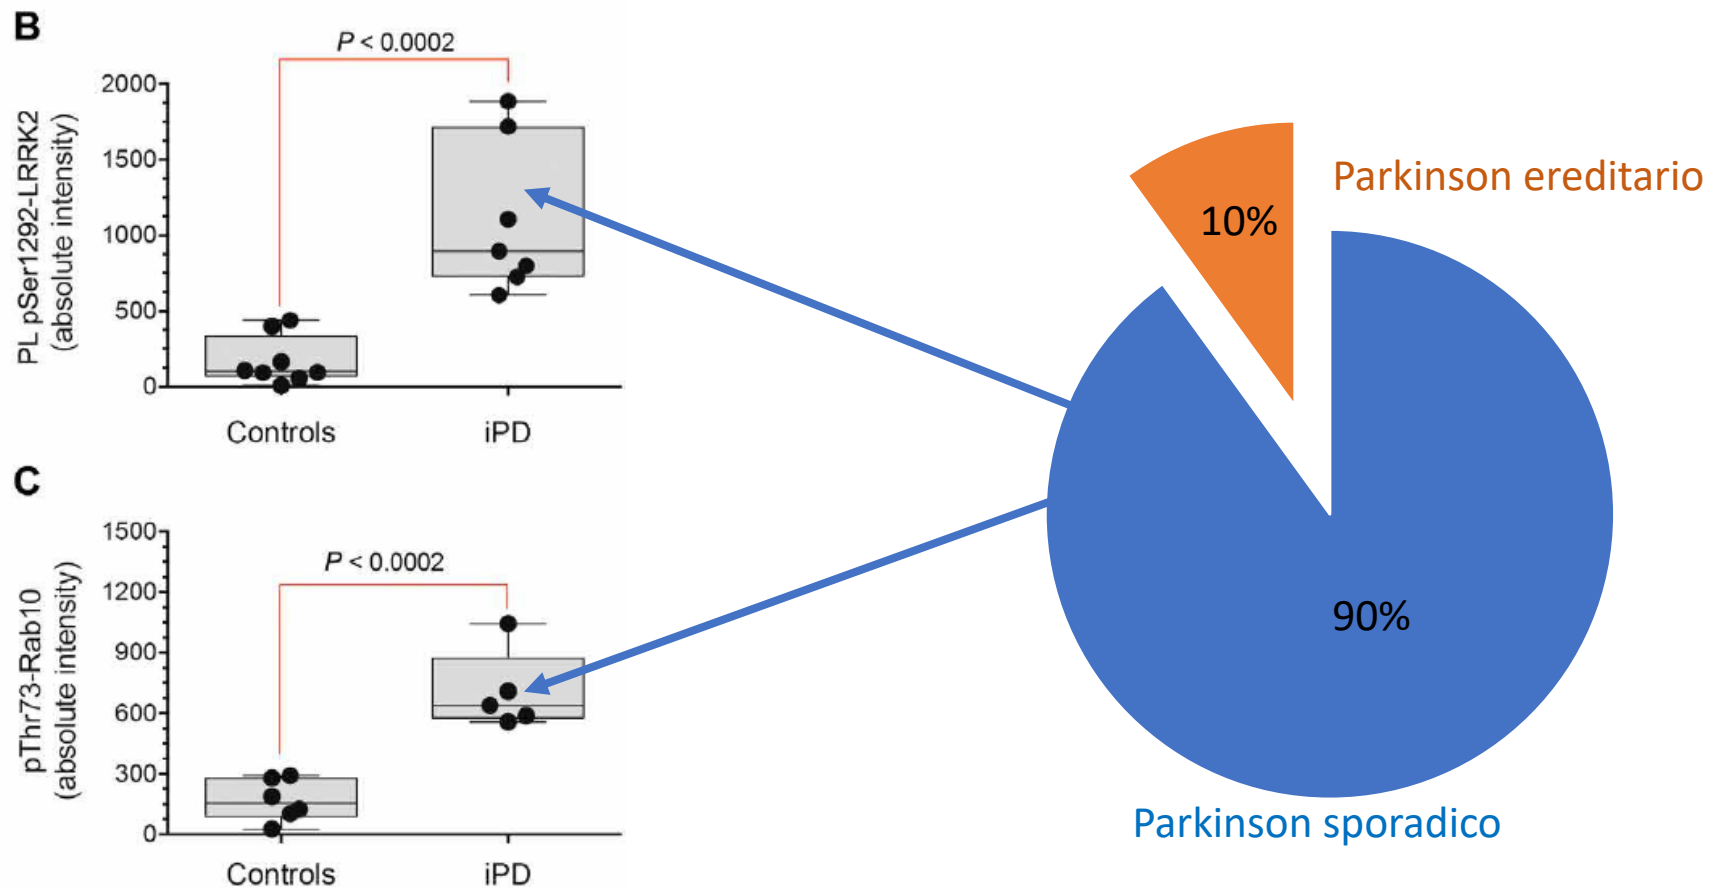 B
P < 0.0002
PL pSer1292-LRRK2
(absolute intensity)
2000
1500
1000
500
0
Controls
iPD
C
P < 0.0002
pThr73-Rab10
(absolute intensity)
1500
1200
900
600
300
0
Controls
iPD
Parkinson ereditario
10%
90%
Parkinson sporadico